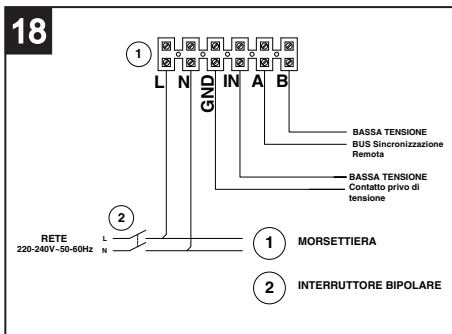 18
1
L N GND IN A B
BASSA TENSIONE
BUS Sincronizzazione
Remota
BASSA TENSIONE
Contatto privo di
tensione
2
RETE
220-240V~50-60Hz
L
N
1 MORSETTIERA
2 INTERRUTTORE BIPOLARE